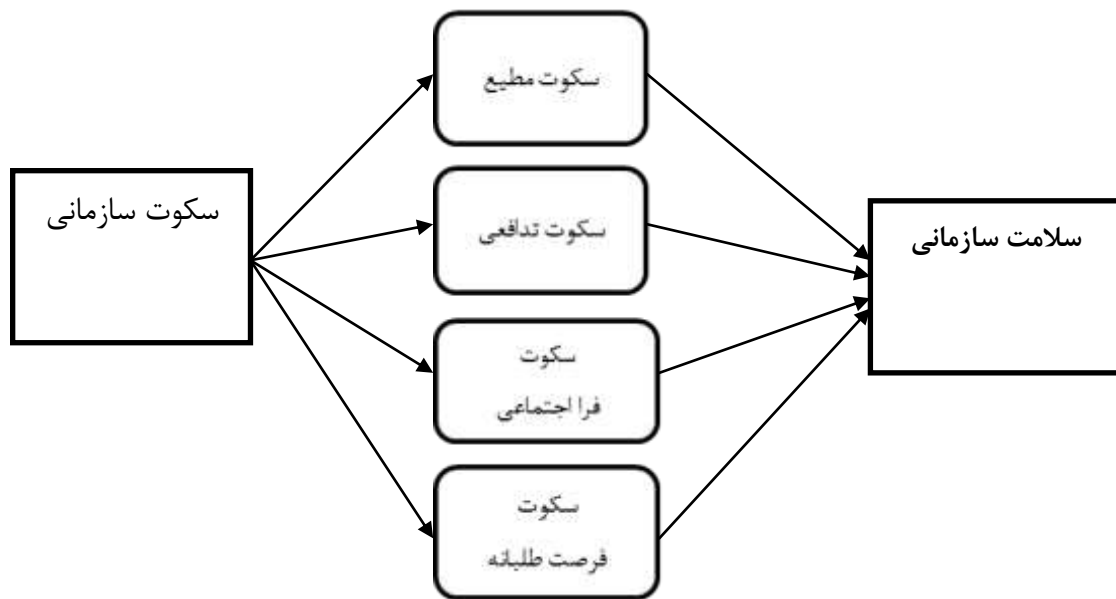 سکوت سازمانی
سکوت مطیع
سکوت تدافعی
سکوت
فرا اجتماعی
سکوت
فرصت طلبانه
سلامت سازمانی